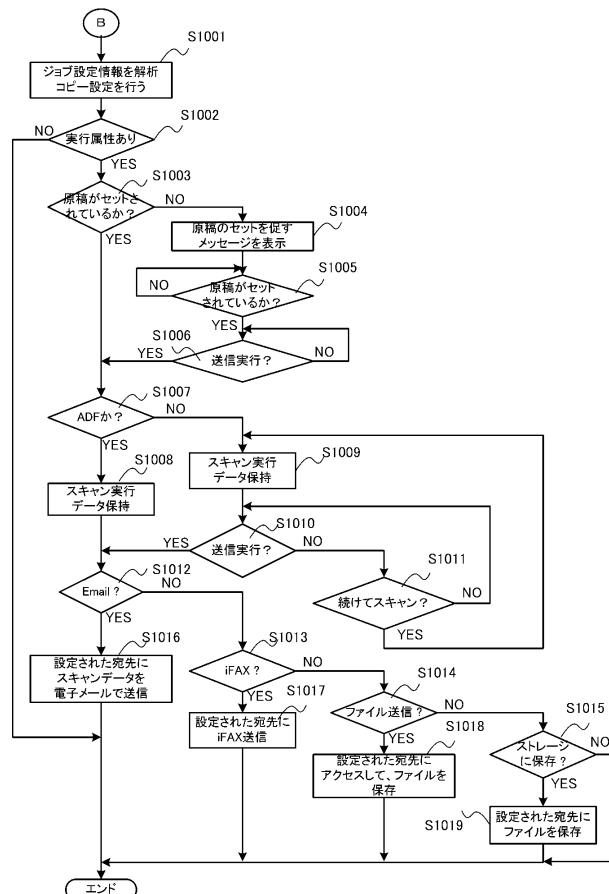 B
S1001
ジョブ設定情報を解析
コピー設定を行う
S1002
NO
実行属性あり
YES
S1003
原稿がセットさ
れているか？
NO
YES
S1004
原稿のセットを促す
メッセージを表示
S1005
原稿がセット
されているか？
NO
YES
S1006
送信実行？
YES
NO
S1007
ADFか？
NO
YES
S1008
スキャン実行
データ保持
S1009
スキャン実行
データ保持
S1010
送信実行？
YES
NO
S1011
続けてスキャン？
NO
YES
S1012
Email？
NO
YES
S1013
iFAX？
NO
YES
S1014
ファイル送信？
NO
YES
S1015
ストレージ
に保存？
NO
YES
S1016
設定された宛先に
スキャンデータを
電子メールで送信
S1017
設定された宛先に
iFAX送信
S1018
設定された宛先に
アクセスして、ファイルを
保存
S1019
設定された宛先に
ファイルを保存
エンド